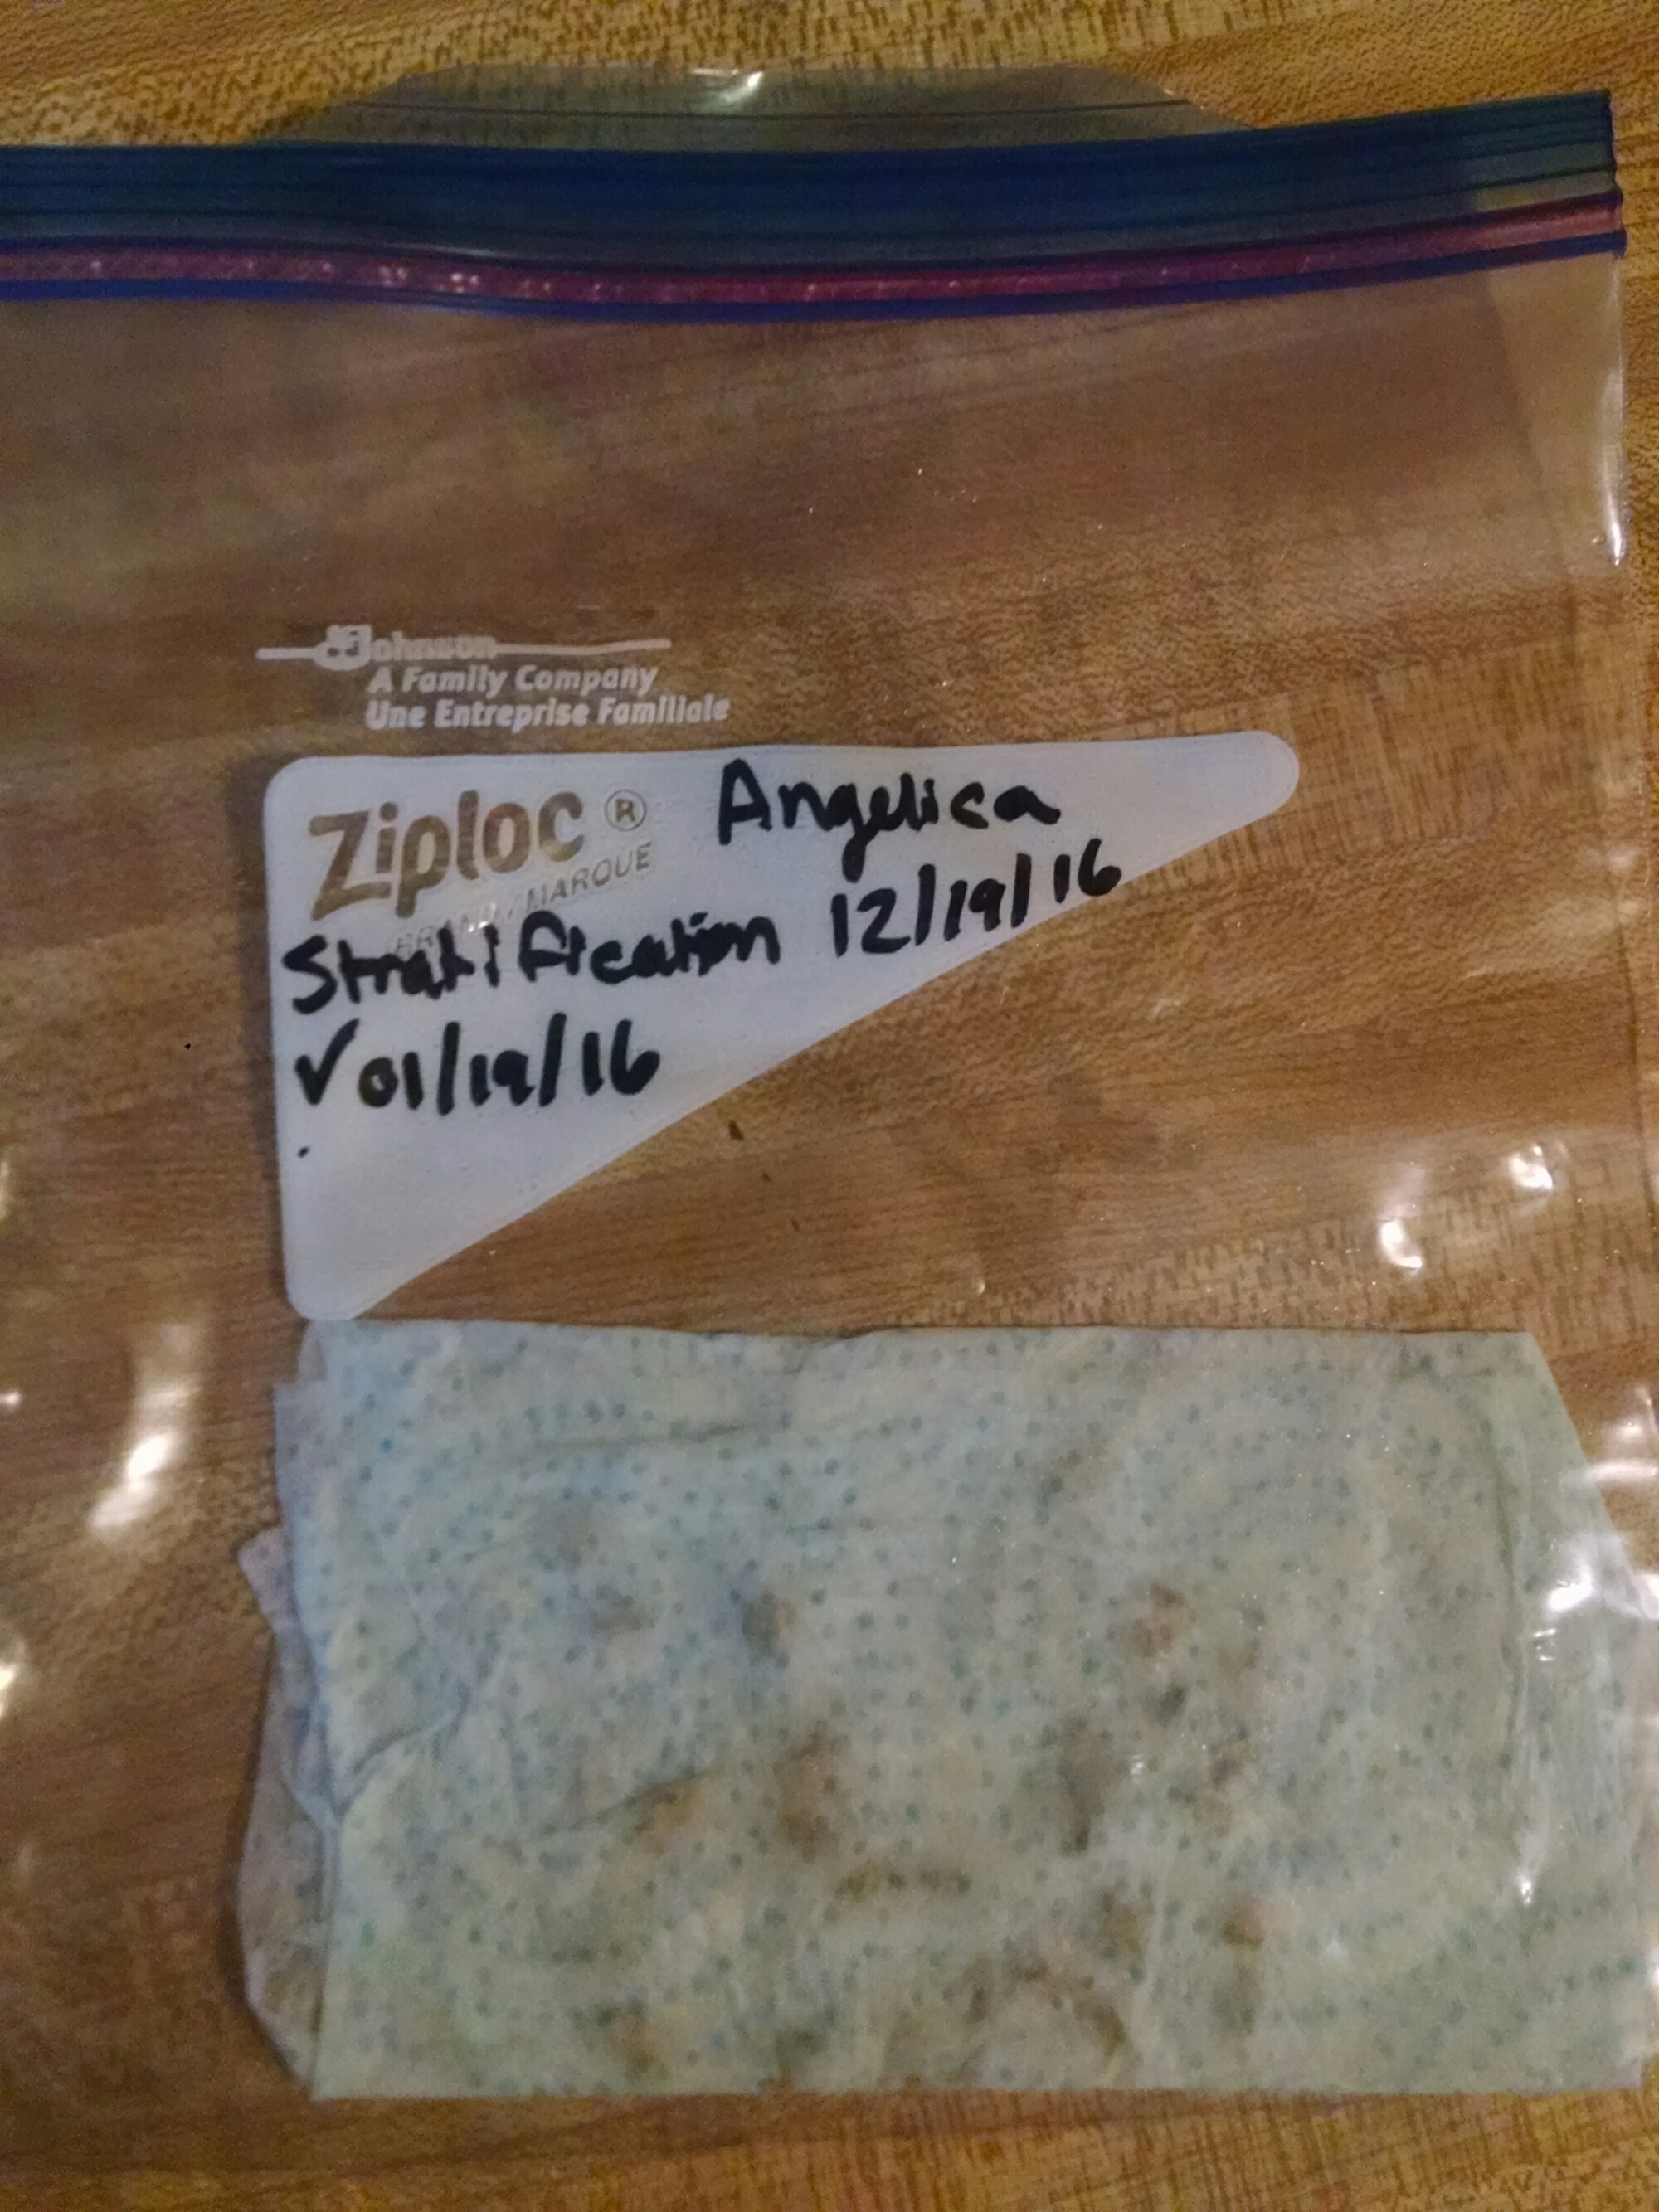 Johnson
A Family Company
Une Entreprise Familiale
Ziploc ® Angelica
BRAND / MARQUE
Stratification 12/19/16
✓ 01/19/16